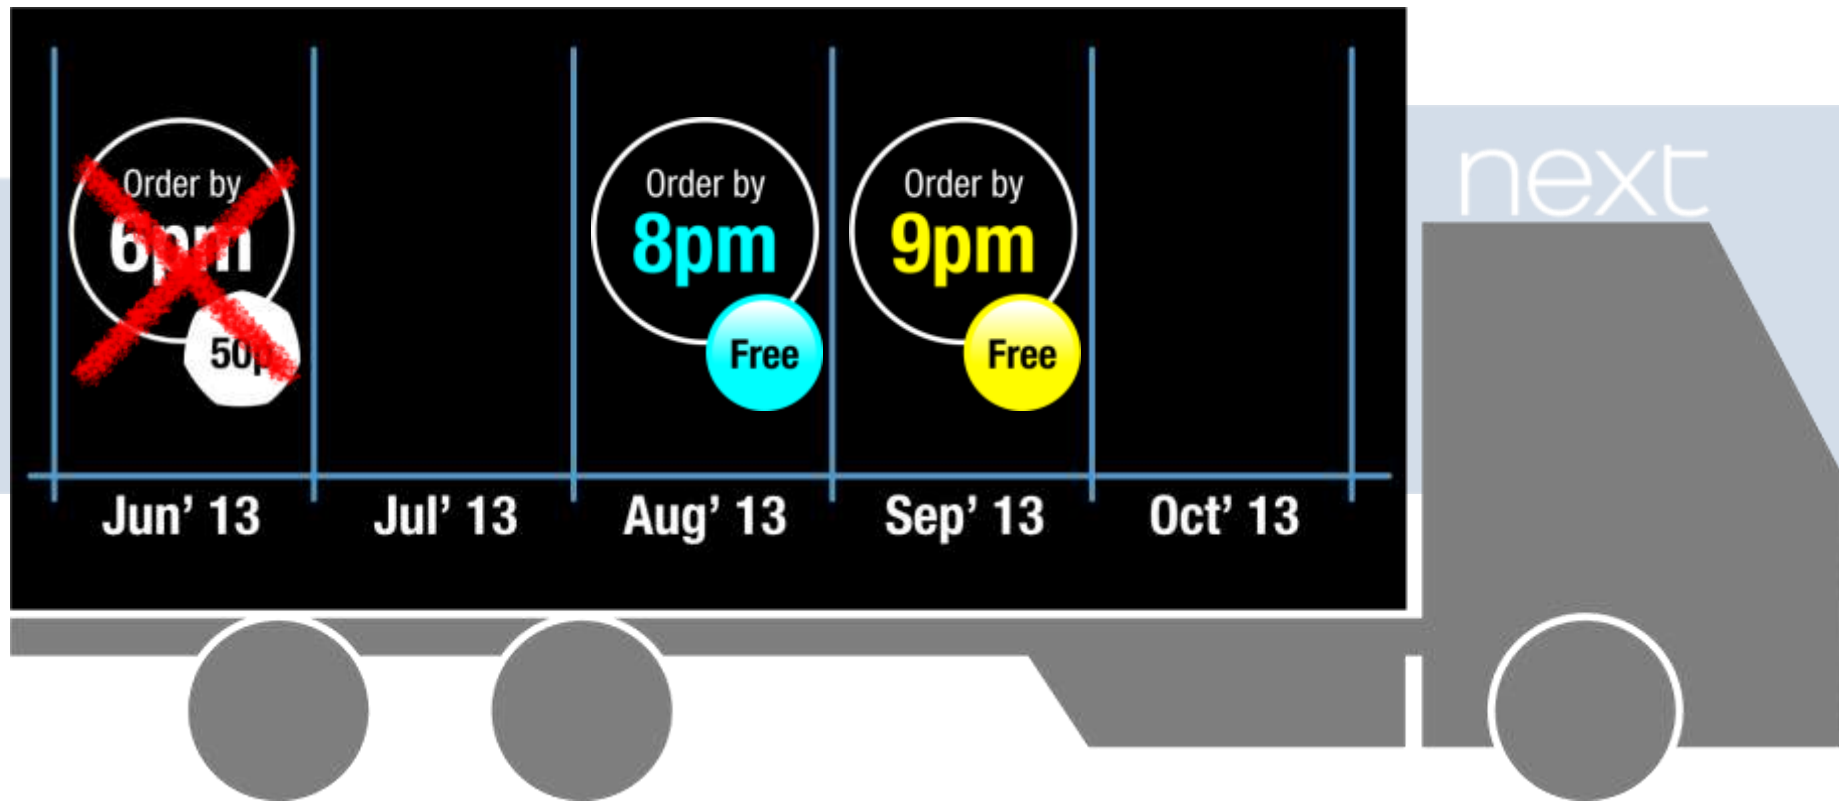 Order by
6pm
50p
Order by
8pm
Free
Order by
9pm
Free
next
Jun’ 13
Jul’ 13
Aug’ 13
Sep’ 13
Oct’ 13